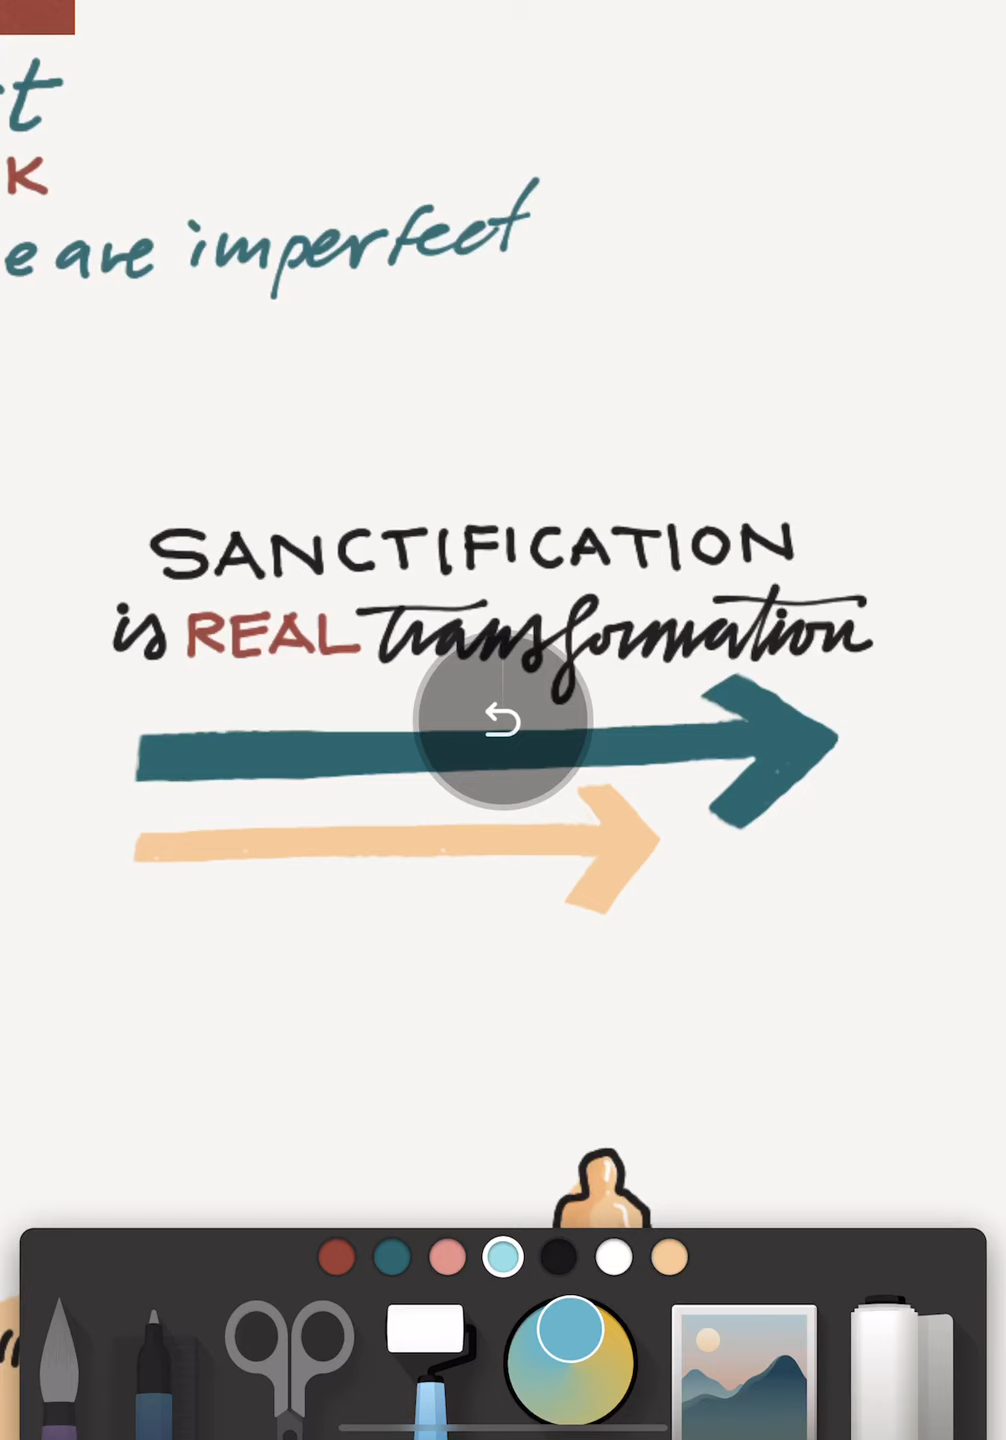 t
K
e are imperfect
SANCTIFICATION
is REAL transformation